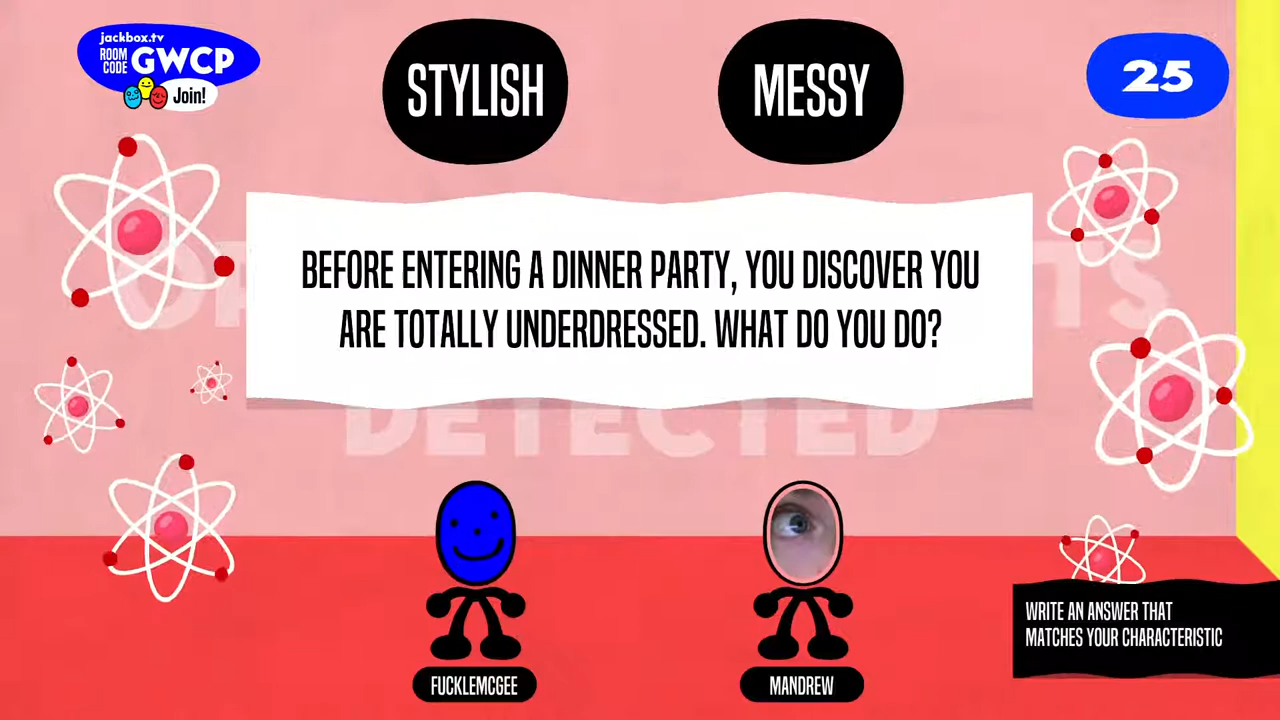 jackbox.tv
ROOM CODE GWCP
Join!
STYLISH
MESSY
25
BEFORE ENTERING A DINNER PARTY, YOU DISCOVER YOU
ARE TOTALLY UNDERDRESSED. WHAT DO YOU DO?
DETECTED
FUCKLEMCGEE
MANDREW
WRITE AN ANSWER THAT
MATCHES YOUR CHARACTERISTIC